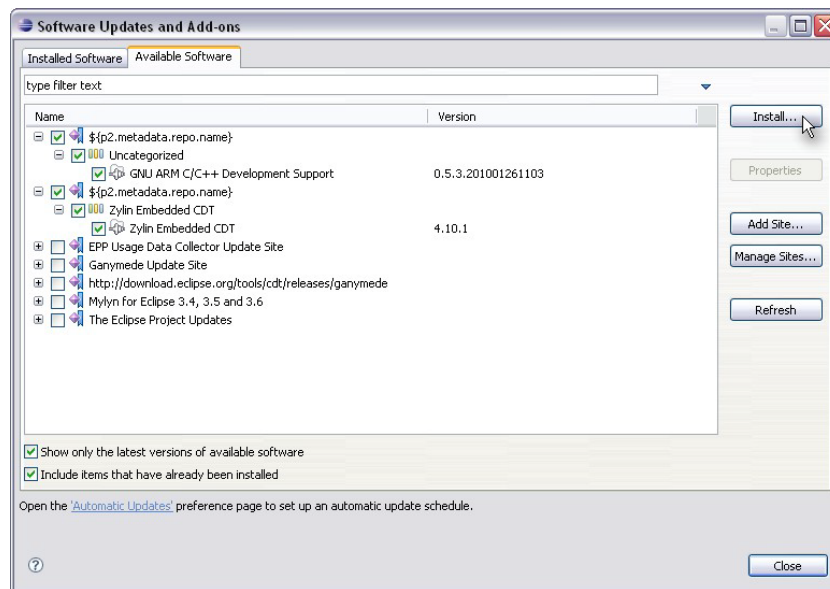 Software Updates and Add-ons
Installed Software
Available Software
type filter text
Name Version
Install...
${p2.metadata.repo.name}
Uncategorized
GNU ARM C/C++ Development Support 0.5.3.201001261103
Properties
${p2.metadata.repo.name}
Zylin Embedded CDT
Zylin Embedded CDT 4.10.1
Add Site...
EPP Usage Data Collector Update Site
Ganymede Update Site
Manage Sites...
http://download.eclipse.org/tools/cdt/releases/ganymede
Mylyn for Eclipse 3.4, 3.5 and 3.6
Refresh
The Eclipse Project Updates
Show only the latest versions of available software
Include items that have already been installed
Open the 'Automatic Updates' preference page to set up an automatic update schedule.
?
Close